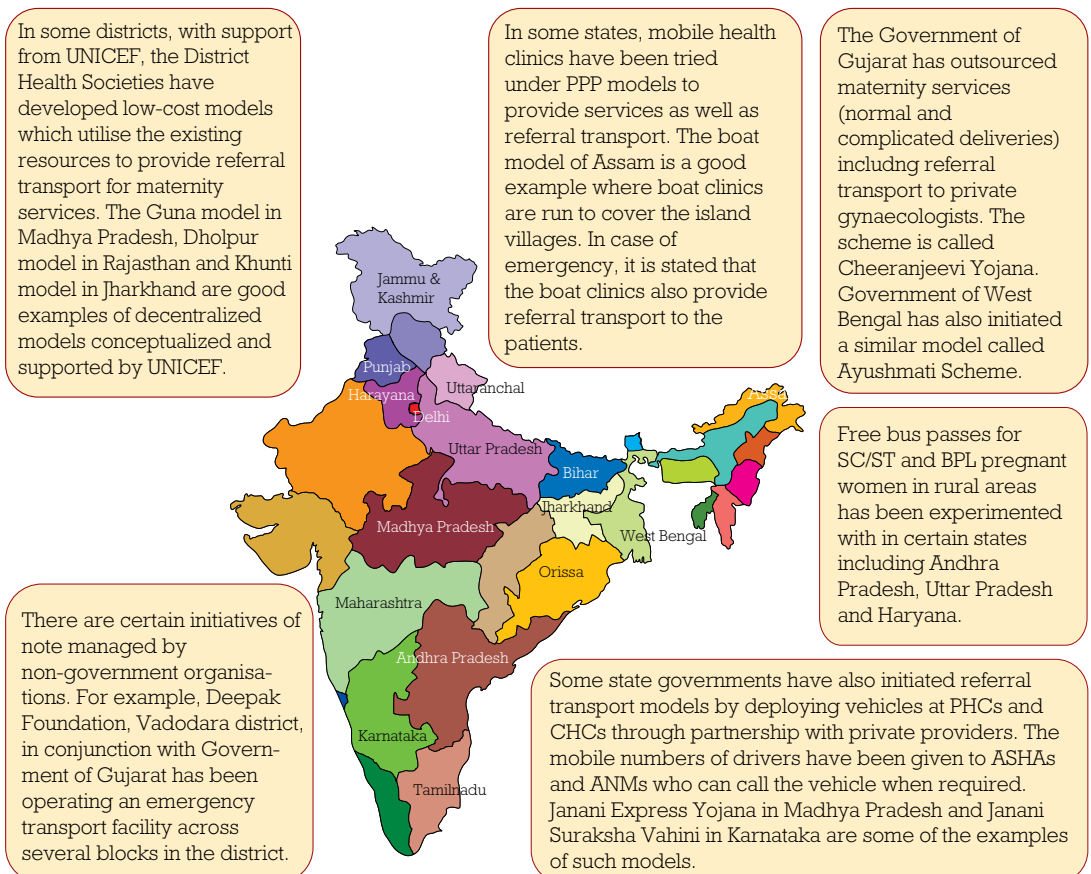 In some districts, with support
from UNICEF, the District
Health Societies have
developed low-cost models
which utilise the existing
resources to provide referral
transport for maternity
services. The Guna model in
Madhya Pradesh, Dholpur
model in Rajasthan and Khunti
model in Jharkhand are good
examples of decentralized
models conceptualized and
supported by UNICEF.
In some states, mobile health
clinics have been tried
under PPP models to
provide services as well as
referral transport. The boat
model of Assam is a good
example where boat clinics
are run to cover the island
villages. In case of
emergency, it is stated that
the boat clinics also provide
referral transport to the
patients.
The Government of
Gujarat has outsourced
maternity services
(normal and
complicated deliveries)
includng referral
transport to private
gynaecologists. The
scheme is called
Cheeranjeevi Yojana.
Government of West
Bengal has also initiated
a similar model called
Ayushmati Scheme.
Jammu &
Kashmir
Punjab
Harayana
Uttaranchal
Delhi
Uttar Pradesh
Bihar
Assa
Jharkhand
Madhya Pradesh
West Bengal
Orissa
Maharashtra
Andhra Pradesh
Karnataka
Tamilnadu
Free bus passes for
SC/ST and BPL pregnant
women in rural areas
has been experimented
with in certain states
including Andhra
Pradesh, Uttar Pradesh
and Haryana.
There are certain initiatives of
note managed by
non-government organisa-
tions. For example, Deepak
Foundation, Vadodara district,
in conjunction with Govern-
ment of Gujarat has been
operating an emergency
transport facility across
several blocks in the district.
Some state governments have also initiated referral
transport models by deploying vehicles at PHCs and
CHCs through partnership with private providers. The
mobile numbers of drivers have been given to ASHAs
and ANMs who can call the vehicle when required.
Janani Express Yojana in Madhya Pradesh and Janani
Suraksha Vahini in Karnataka are some of the examples
of such models.